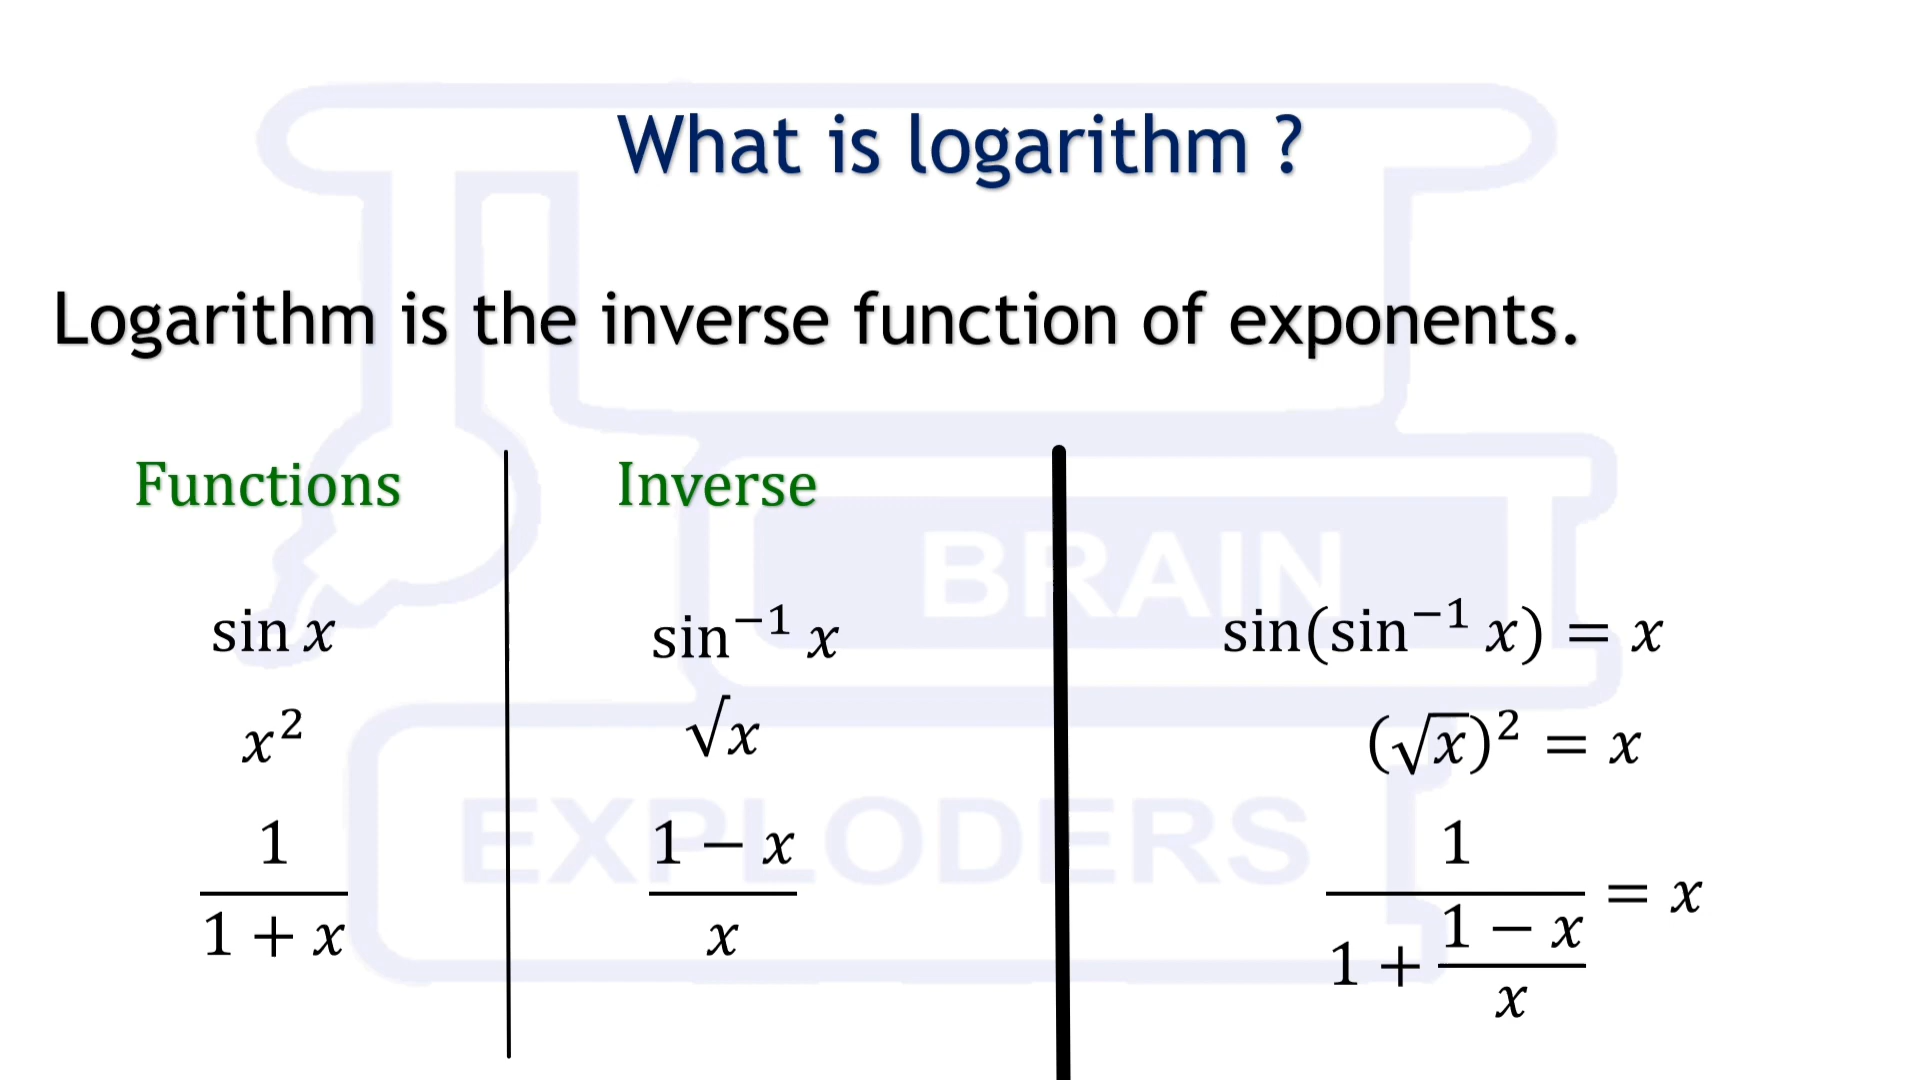 What is logarithm ?
Logarithm is the inverse function of exponents.
Functions Inverse
sin x sin⁻¹ x sin(sin⁻¹ x) = x
x² √x (√x)² = x
1/(1 + x) (1 − x)/x 1/(1 + (1 − x)/x) = x
BRAIN
EXPLODERS